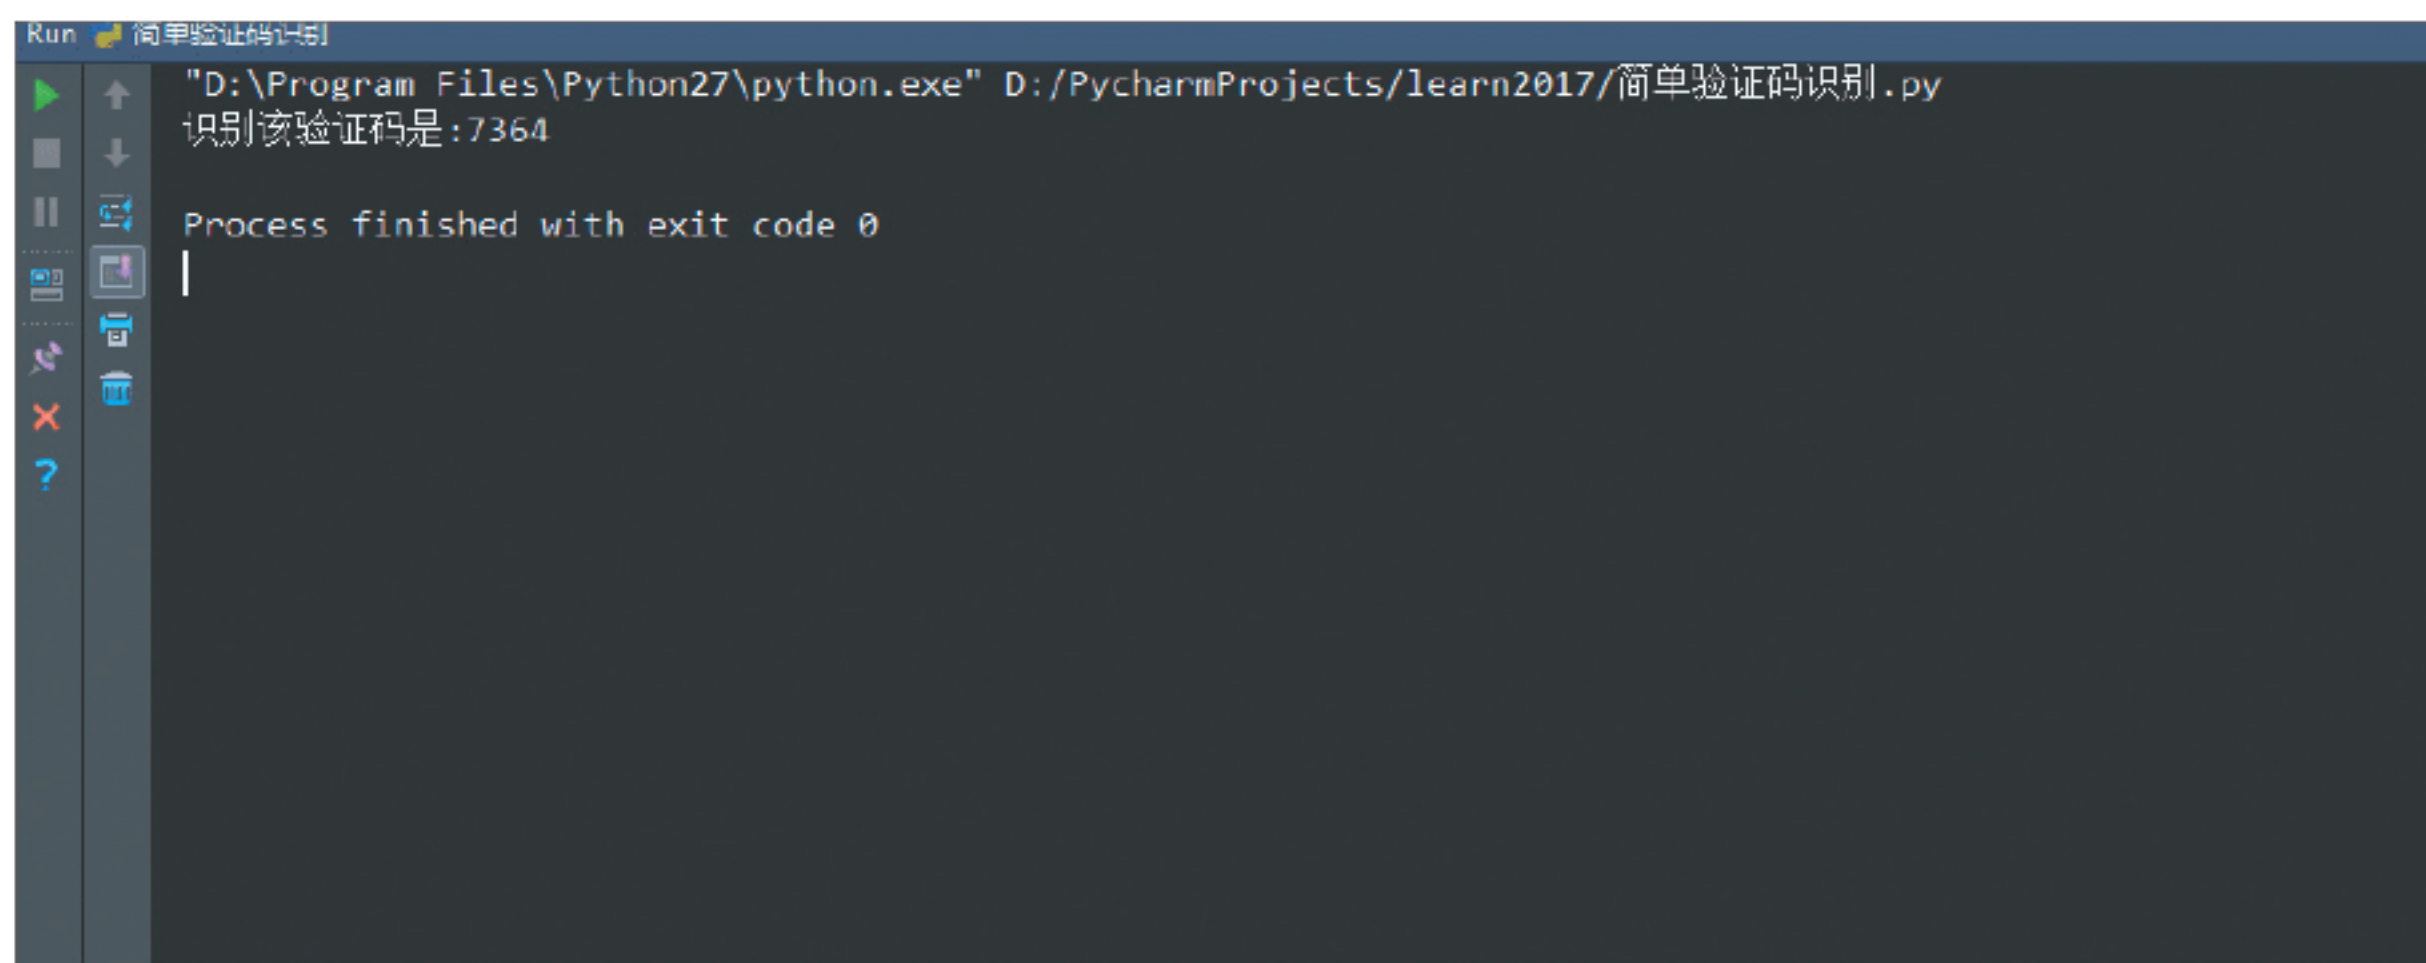 Run 简单验证码识别
"D:\Program Files\Python27\python.exe" D:/PycharmProjects/learn2017/简单验证码识别.py
识别该验证码是:7364
Process finished with exit code 0